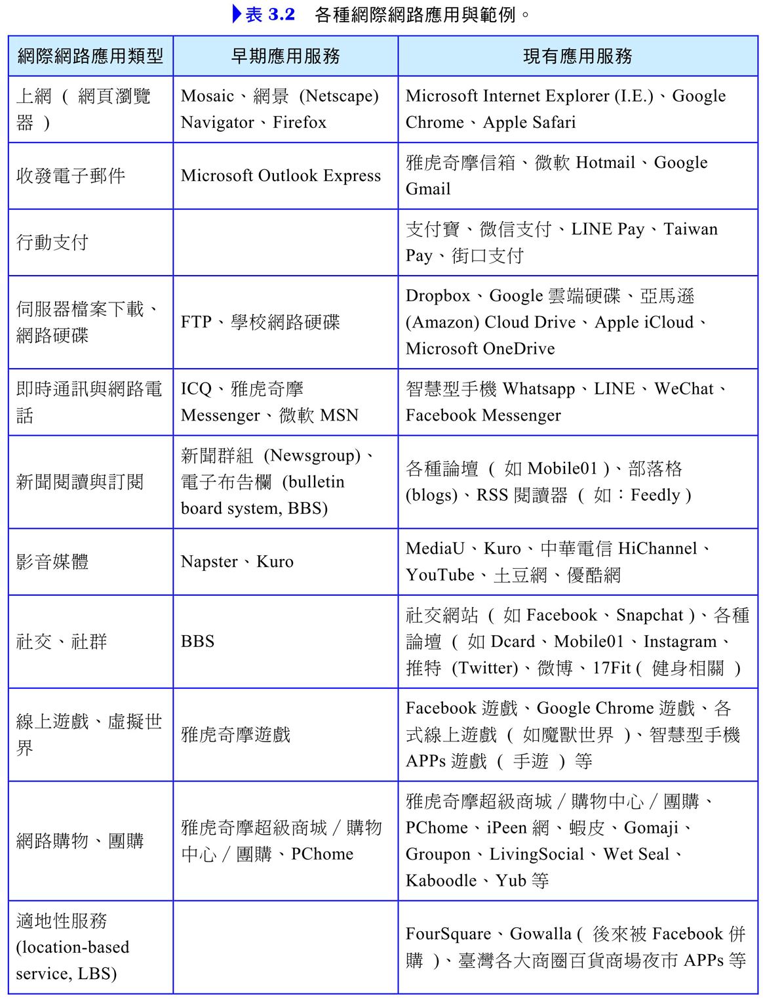 表 3.2 各種網際網路應用與範例。
網際網路應用類型 早期應用服務 現有應用服務
上網 ( 網頁瀏覽
器 )
Mosaic、網景 (Netscape)
Navigator、Firefox
Microsoft Internet Explorer (I.E.)、Google
Chrome、Apple Safari
收發電子郵件
Microsoft Outlook Express
雅虎奇摩信箱、微軟 Hotmail、Google
Gmail
行動支付
支付寶、微信支付、LINE Pay、Taiwan
Pay、街口支付
伺服器檔案下載、
網路硬碟
FTP、學校網路硬碟
Dropbox、Google 雲端硬碟、亞馬遜
(Amazon) Cloud Drive、Apple iCloud、
Microsoft OneDrive
即時通訊與網路電
話
ICQ、雅虎奇摩
Messenger、微軟 MSN
智慧型手機 Whatsapp、LINE、WeChat、
Facebook Messenger
新聞閱讀與訂閱
新聞群組 (Newsgroup)、
電子布告欄 (bulletin
board system, BBS)
各種論壇 ( 如 Mobile01 )、部落格
(blogs)、RSS 閱讀器 ( 如：Feedly )
影音媒體
Napster、Kuro
MediaU、Kuro、中華電信 HiChannel、
YouTube、土豆網、優酷網
社交、社群
BBS
社交網站 ( 如 Facebook、Snapchat )、各種
論壇 ( 如 Dcard、Mobile01、Instagram、
推特 (Twitter)、微博、17Fit ( 健身相關 )
線上遊戲、虛擬世
界
雅虎奇摩遊戲
Facebook 遊戲、Google Chrome 遊戲、各
式線上遊戲 ( 如魔獸世界 )、智慧型手機
APPs 遊戲 ( 手遊 ) 等
網路購物、團購
雅虎奇摩超級商城／購物
中心／團購、PChome
雅虎奇摩超級商城／購物中心／團購、
PChome、iPeen 網、蝦皮、Gomaji、
Groupon、LivingSocial、Wet Seal、
Kaboodle、Yub 等
適地性服務
(location-based
service, LBS)
FourSquare、Gowalla ( 後來被 Facebook 併
購 )、臺灣各大商圈百貨商場夜市 APPs 等